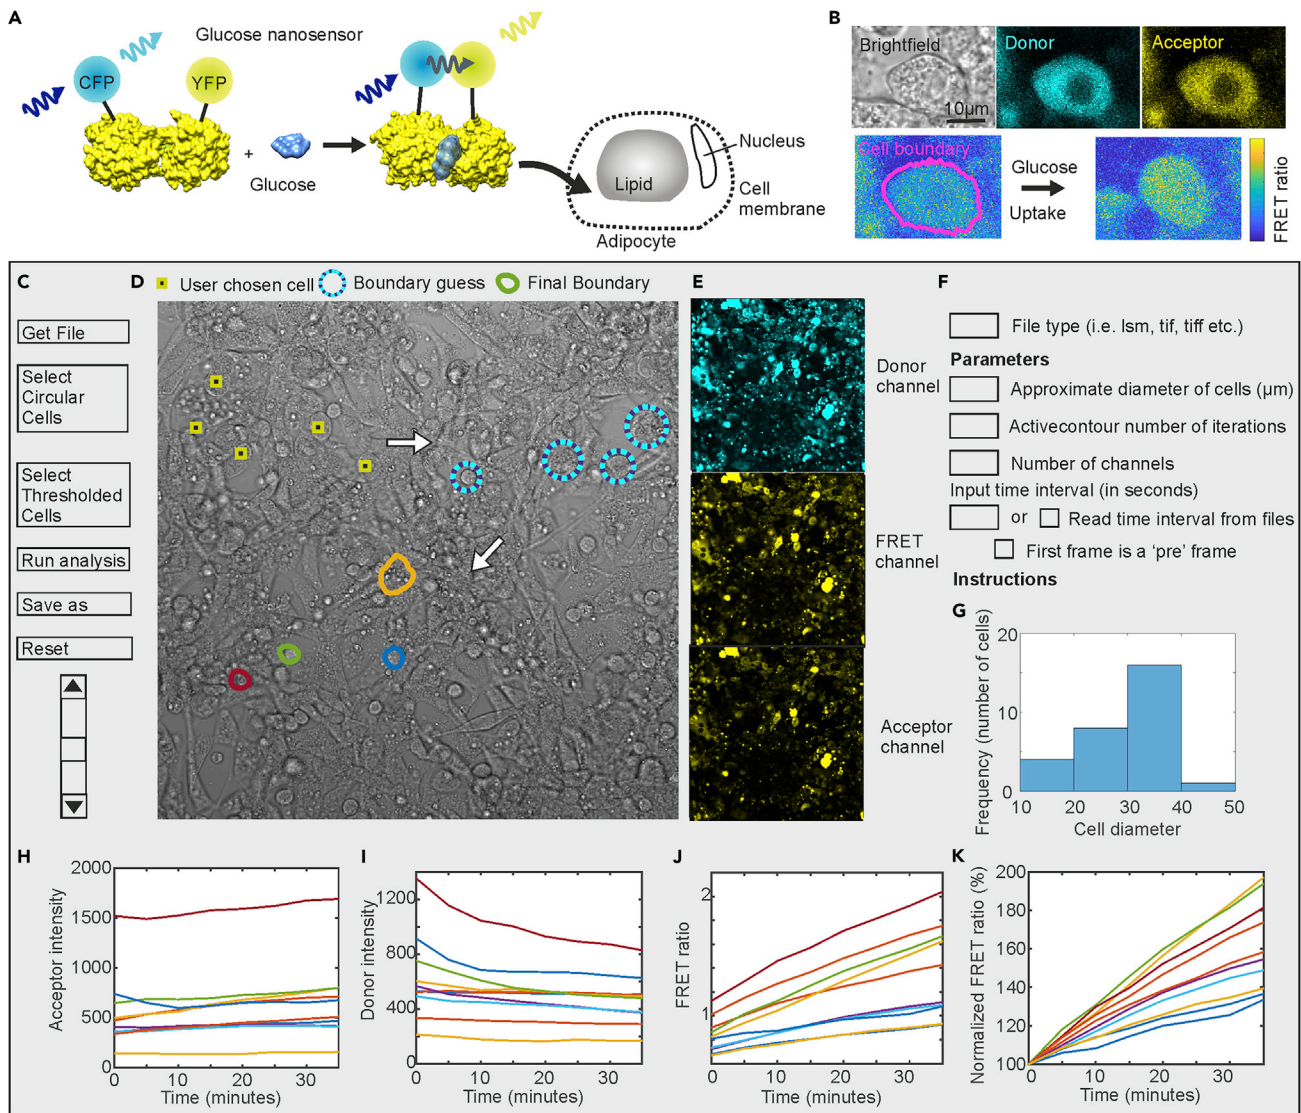 A
Glucose nanosensor
CFP
YFP
+
Glucose
Lipid
Nucleus
Cell
membrane
Adipocyte
B
Brightfield
10µm
Donor
Acceptor
Cell boundary
Glucose
Uptake
FRET ratio
C
Get File
Select
Circular
Cells
Select
Thresholded
Cells
Run analysis
Save as
Reset
D
User chosen cell
Boundary guess
Final Boundary
E
Donor
channel
FRET
channel
Acceptor
channel
F
File type (i.e. lsm, tif, tiff etc.)
Parameters
Approximate diameter of cells (µm)
Activecontour number of iterations
Number of channels
Input time interval (in seconds)
or
Read time interval from files
First frame is a ‘pre’ frame
Instructions
G
Frequency (number of cells)
20
10
0
10
20
30
40
50
Cell diameter
H
Acceptor intensity
2000
1500
1000
500
0
0
10
20
30
Time (minutes)
I
Donor intensity
1200
800
400
0
0
10
20
30
Time (minutes)
J
FRET ratio
2
1
0
10
20
30
Time (minutes)
K
Normalized FRET ratio (%)
200
180
160
140
120
100
0
10
20
30
Time (minutes)